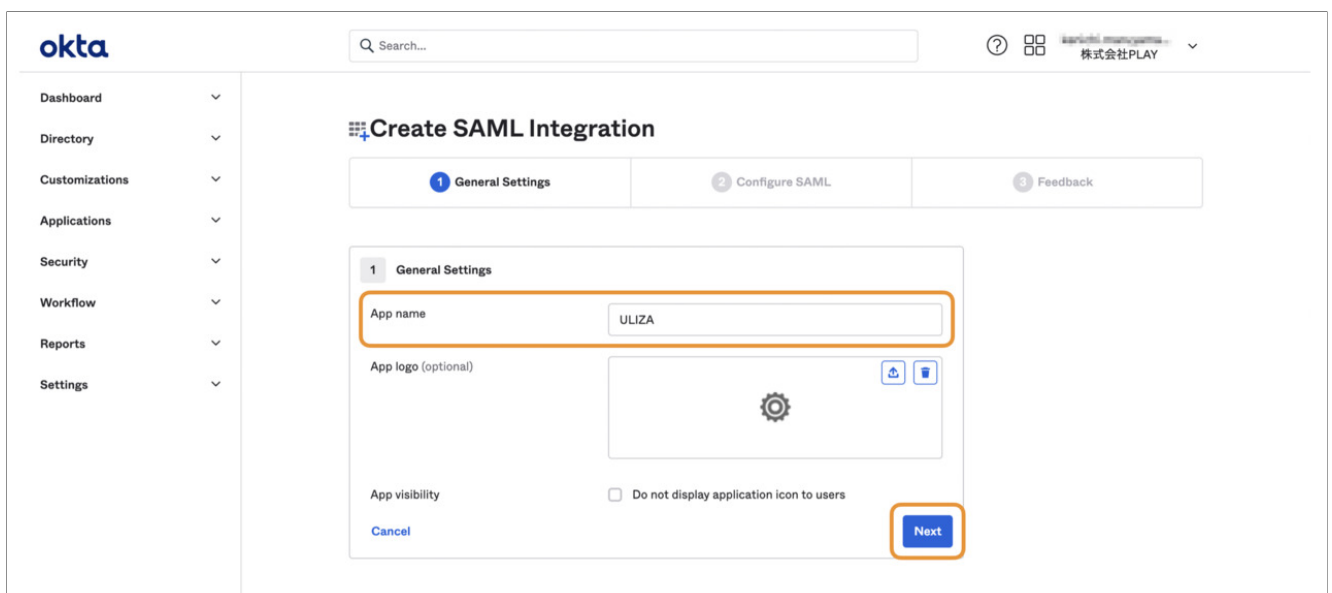 okta
Search...
株式会社PLAY
Dashboard
Directory
Customizations
Applications
Security
Workflow
Reports
Settings
Create SAML Integration
1 General Settings
2 Configure SAML
3 Feedback
1 General Settings
App name
ULIZA
App logo (optional)
App visibility
Do not display application icon to users
Cancel
Next